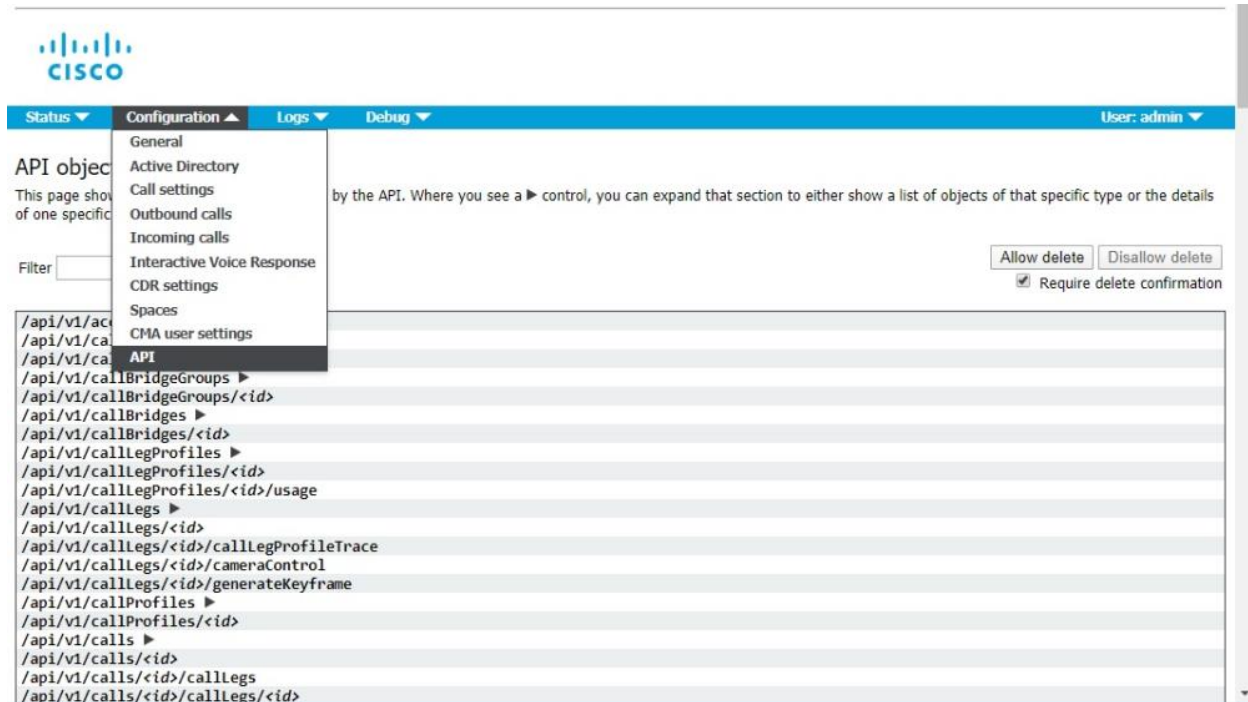 CISCO
Status ▼ Configuration ▲ Logs ▼ Debug ▼ User: admin ▼
General
API objec Active Directory
This page show Call settings by the API. Where you see a ▶ control, you can expand that section to either show a list of objects of that specific type or the details
of one specific Outbound calls
Incoming calls
Filter Interactive Voice Response Allow delete Disallow delete
CDR settings Require delete confirmation
Spaces
/api/v1/acc CMA user settings
/api/v1/ca
/api/v1/ca API
/api/v1/callBridgeGroups ▶
/api/v1/callBridgeGroups/<id>
/api/v1/callBridges ▶
/api/v1/callBridges/<id>
/api/v1/callLegProfiles ▶
/api/v1/callLegProfiles/<id>
/api/v1/callLegProfiles/<id>/usage
/api/v1/callLegs ▶
/api/v1/callLegs/<id>
/api/v1/callLegs/<id>/callLegProfileTrace
/api/v1/callLegs/<id>/cameraControl
/api/v1/callLegs/<id>/generateKeyframe
/api/v1/callProfiles ▶
/api/v1/callProfiles/<id>
/api/v1/calls ▶
/api/v1/calls/<id>
/api/v1/calls/<id>/callLegs
/api/v1/calls/<id>/callLegs/<id>